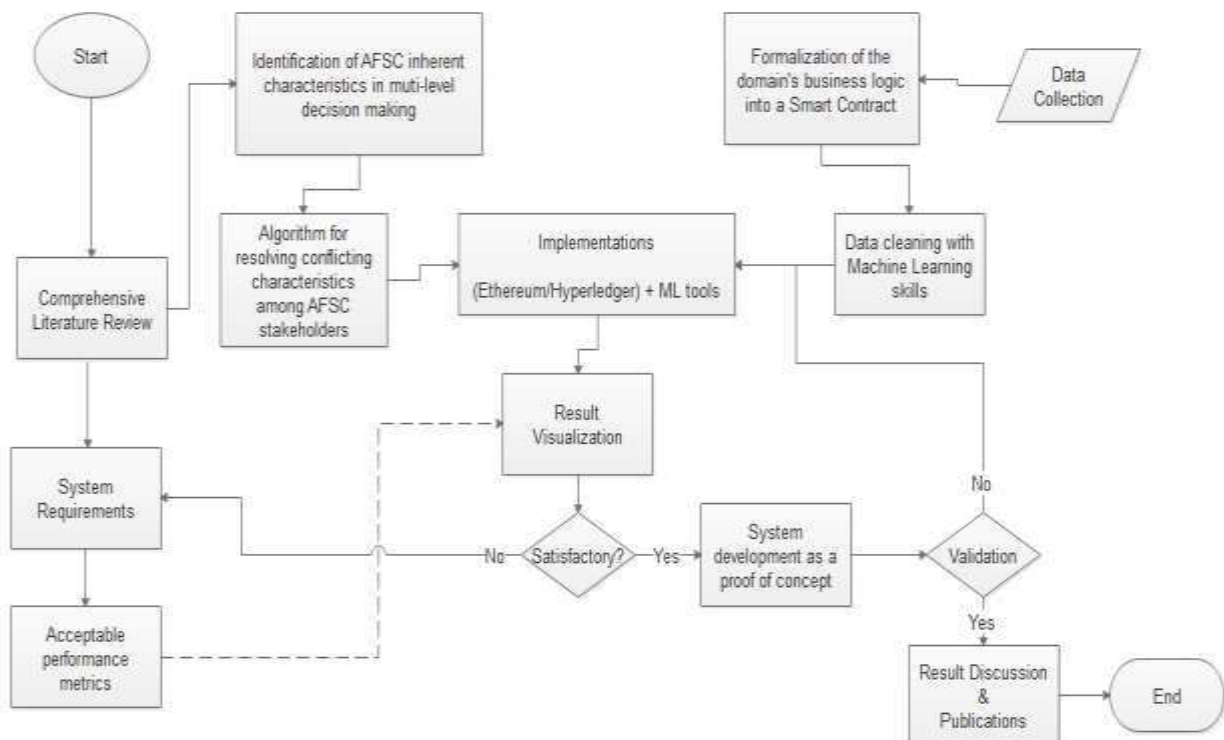 Start
Identification of AFSC inherent
characteristics in muti-level
decision making
Formalization of the
domain's business logic
into a Smart Contract
Data
Collection
Algorithm for
resolving conflicting
characteristics
among AFSC
stakeholders
Implementations
(Ethereum/Hyperledger) + ML tools
Data cleaning with
Machine Learning
skills
Comprehensive
Literature Review
Result
Visualization
System
Requirements
No
Satisfactory?
Yes
System
development as a
proof of concept
No
Validation
Yes
Acceptable
performance
metrics
Result Discussion
&
Publications
End